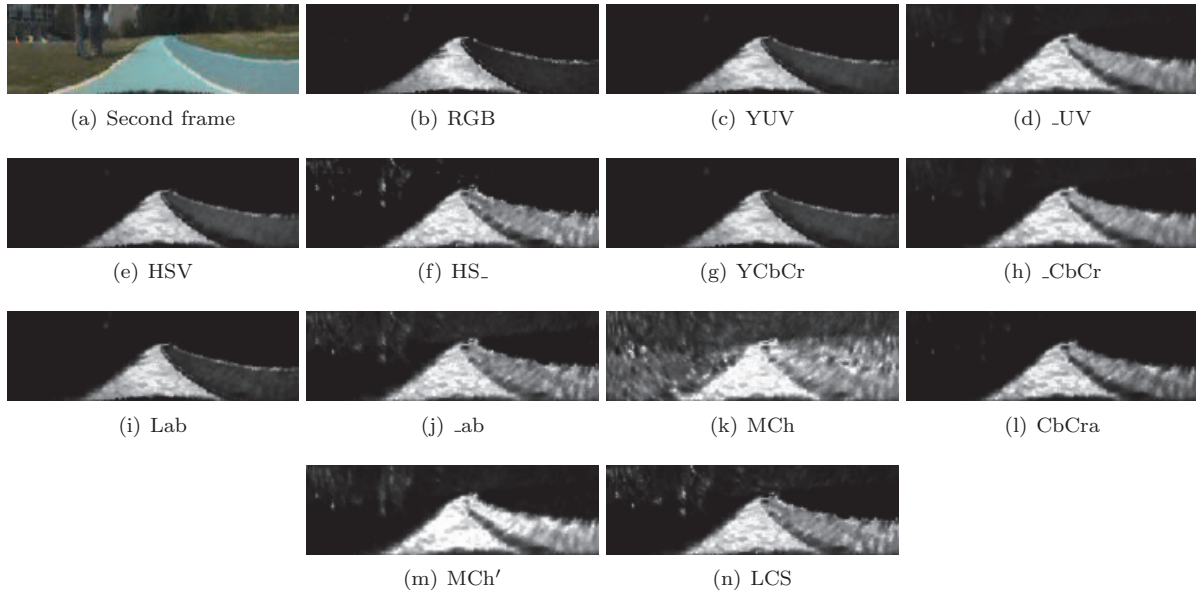 (a) Second frame
(b) RGB
(c) YUV
(d) _UV
(e) HSV
(f) HS_
(g) YCbCr
(h) _CbCr
(i) Lab
(j) _ab
(k) MCh
(l) CbCra
(m) MCh′
(n) LCS